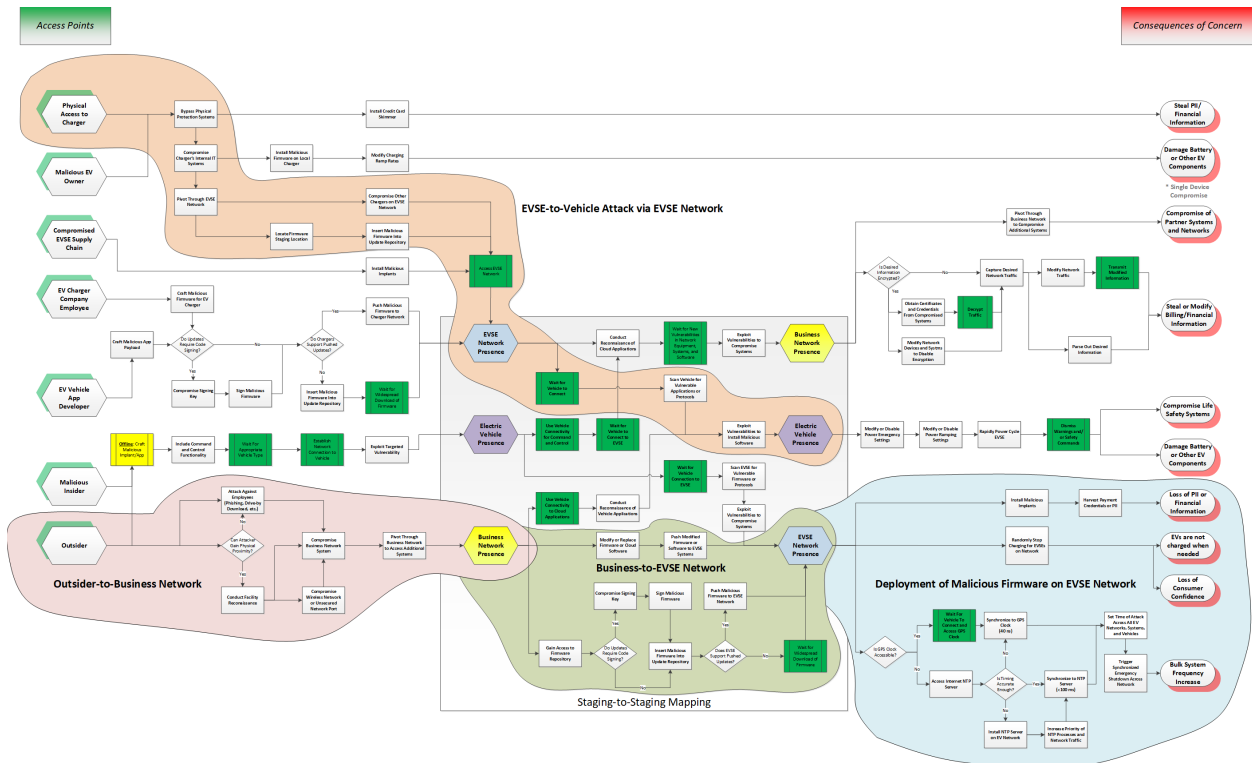 Access Points
Consequences of Concern
Physical
Access to
Charger
Bypass Physical
Protection Systems
Install Credit Card
Skimmer
Steal PII/
Financial
Information
Compromise
Charger's Internal IT
Systems
Install Malicious
Firmware on Local
Charger
Modify Charging
Ramp Rates
Damage Battery
or Other EV
Components
* Single Device
Compromise
Malicious EV
Owner
Pivot Through EVSE
Network
Compromise Other
Chargers on EVSE
Network
EVSE-to-Vehicle Attack via EVSE Network
Pivot Through
Business Network to
Compromise
Additional Systems
Compromise of
Partner Systems
and Networks
Compromised
EVSE Supply
Chain
Locate Firmware
Staging Location
Insert Malicious
Firmware Into
Update Repository
Install Malicious
Implants
Access EVSE
Network
Is Desired
Information
Encrypted?
No
Yes
Capture Desired
Network Traffic
Modify Network
Traffic
Transmit
Modified
Information
Obtain Certificates
and Credentials
From Compromised
Systems
Decrypt
Traffic
Modify Network
Devices and Systms
to Disable
Encryption
Parse Out Desired
Information
Steal or Modify
Billing/Financial
Information
EV Charger
Company
Employee
Craft Malicious
Firmware for EV
Charger
Push Malicious
Firmware to
Charger Network
Craft Malicious App
Payload
Do Updates
Require Code
Signing?
No
Yes
Do Chargers
Support Pushed
Updates?
Yes
No
Compromise Signing
Key
Sign Malicious
Firmware
Insert Malicious
Firmware Into
Update Repository
Wait for
Widespread
Download of
Firmware
EV Vehicle
App
Developer
EVSE
Network
Presence
Conduct
Reconnaissance of
Cloud Applications
Wait for New
Vulnerabilities in
Network
Equipment,
Systems, and
Software
Exploit
Vulnerabilities to
Compromise
Systems
Business
Network
Presence
Wait for
Vehicle to
Connect
Scan Vehicle for
Vulnerable
Applications or
Protocols
Offline: Craft
Malicious
Implant/App
Include Command
and Control
Functionality
Wait For
Appropriate
Vehicle Type
Establish
Network
Connection to
Vehicle
Exploit Targeted
Vulnerability
Electric
Vehicle
Presence
Use Vehicle
Connectivity
for Command
and Control
Wait for
Vehicle to
Connect to
EVSE
Exploit
Vulnerabilities to
Install Malicious
Software
Electric
Vehicle
Presence
Modify or Disable
Power Emergency
Settings
Modify or Disable
Power Ramping
Settings
Rapidly Power Cycle
EVSE
Dismiss
Warnings and/
or Safety
Commands
Compromise Life
Safety Systems
Damage Battery
or Other EV
Components
Malicious
Insider
Wait for
Vehicle
Connection to
EVSE
Scan EVSE for
Vulnerable
Firmware or
Protocols
Use Vehicle
Connectivity
to Cloud
Applications
Conduct
Reconnaissance of
Vehicle Applications
Exploit
Vulnerabilities to
Compromise
Systems
Outsider
Attack Against
Employees
(Phishing, Drive by
Download, etc.)
No
Can Attacker
Gain Physical
Proximity?
Yes
Compromise
Business Network
System
Pivot Through
Business Network to
Access Additional
Systems
Business
Network
Presence
Conduct Facility
Reconnaissance
Compromise
Wireless Network
or Unsecured
Network Port
Outsider-to-Business Network
Modify or Replace
Firmware or Cloud
Software
Push Modified
Firmware or
Software to EVSE
Systems
EVSE
Network
Presence
Business-to-EVSE Network
Compromise Signing
Key
Sign Malicious
Firmware
Push Malicious
Firmware to EVSE
Network
Yes
Yes
Gain Access to
Firmware
Repository
Do Updates
Require Code
Signing?
No
Insert Malicious
Firmware Into
Update Repository
Does EVSE
Support Pushed
Updates?
No
Wait for
Widespread
Download of
Firmware
Staging-to-Staging Mapping
Install Malicious
Implants
Harvest Payment
Credentials or PII
Loss of PII or
Financial
Information
Randomly Stop
Charging for EVSEs
on Network
EVs are not
charged when
needed
Loss of
Consumer
Confidence
Deployment of Malicious Firmware on EVSE Network
Is GPS Clock
Accessable?
Yes
No
Wait For
Vehicle To
Connect and
Access GPS
Clock
Synchronize to GPS
Clock
(40 ns)
Set Time of Attack
Across All EV
Networks, Systems,
and Vehicles
No
Access Internet NTP
Server
Is Timing
Accurate
Enough?
Yes
No
Synchronize to NTP
Server
(<100 ms)
Trigger
Synchronized
Emergency
Shutdown Across
Network
Bulk System
Frequency
Increase
Install NTP Server
on EV Network
Increase Priority of
NTP Processes and
Network Traffic